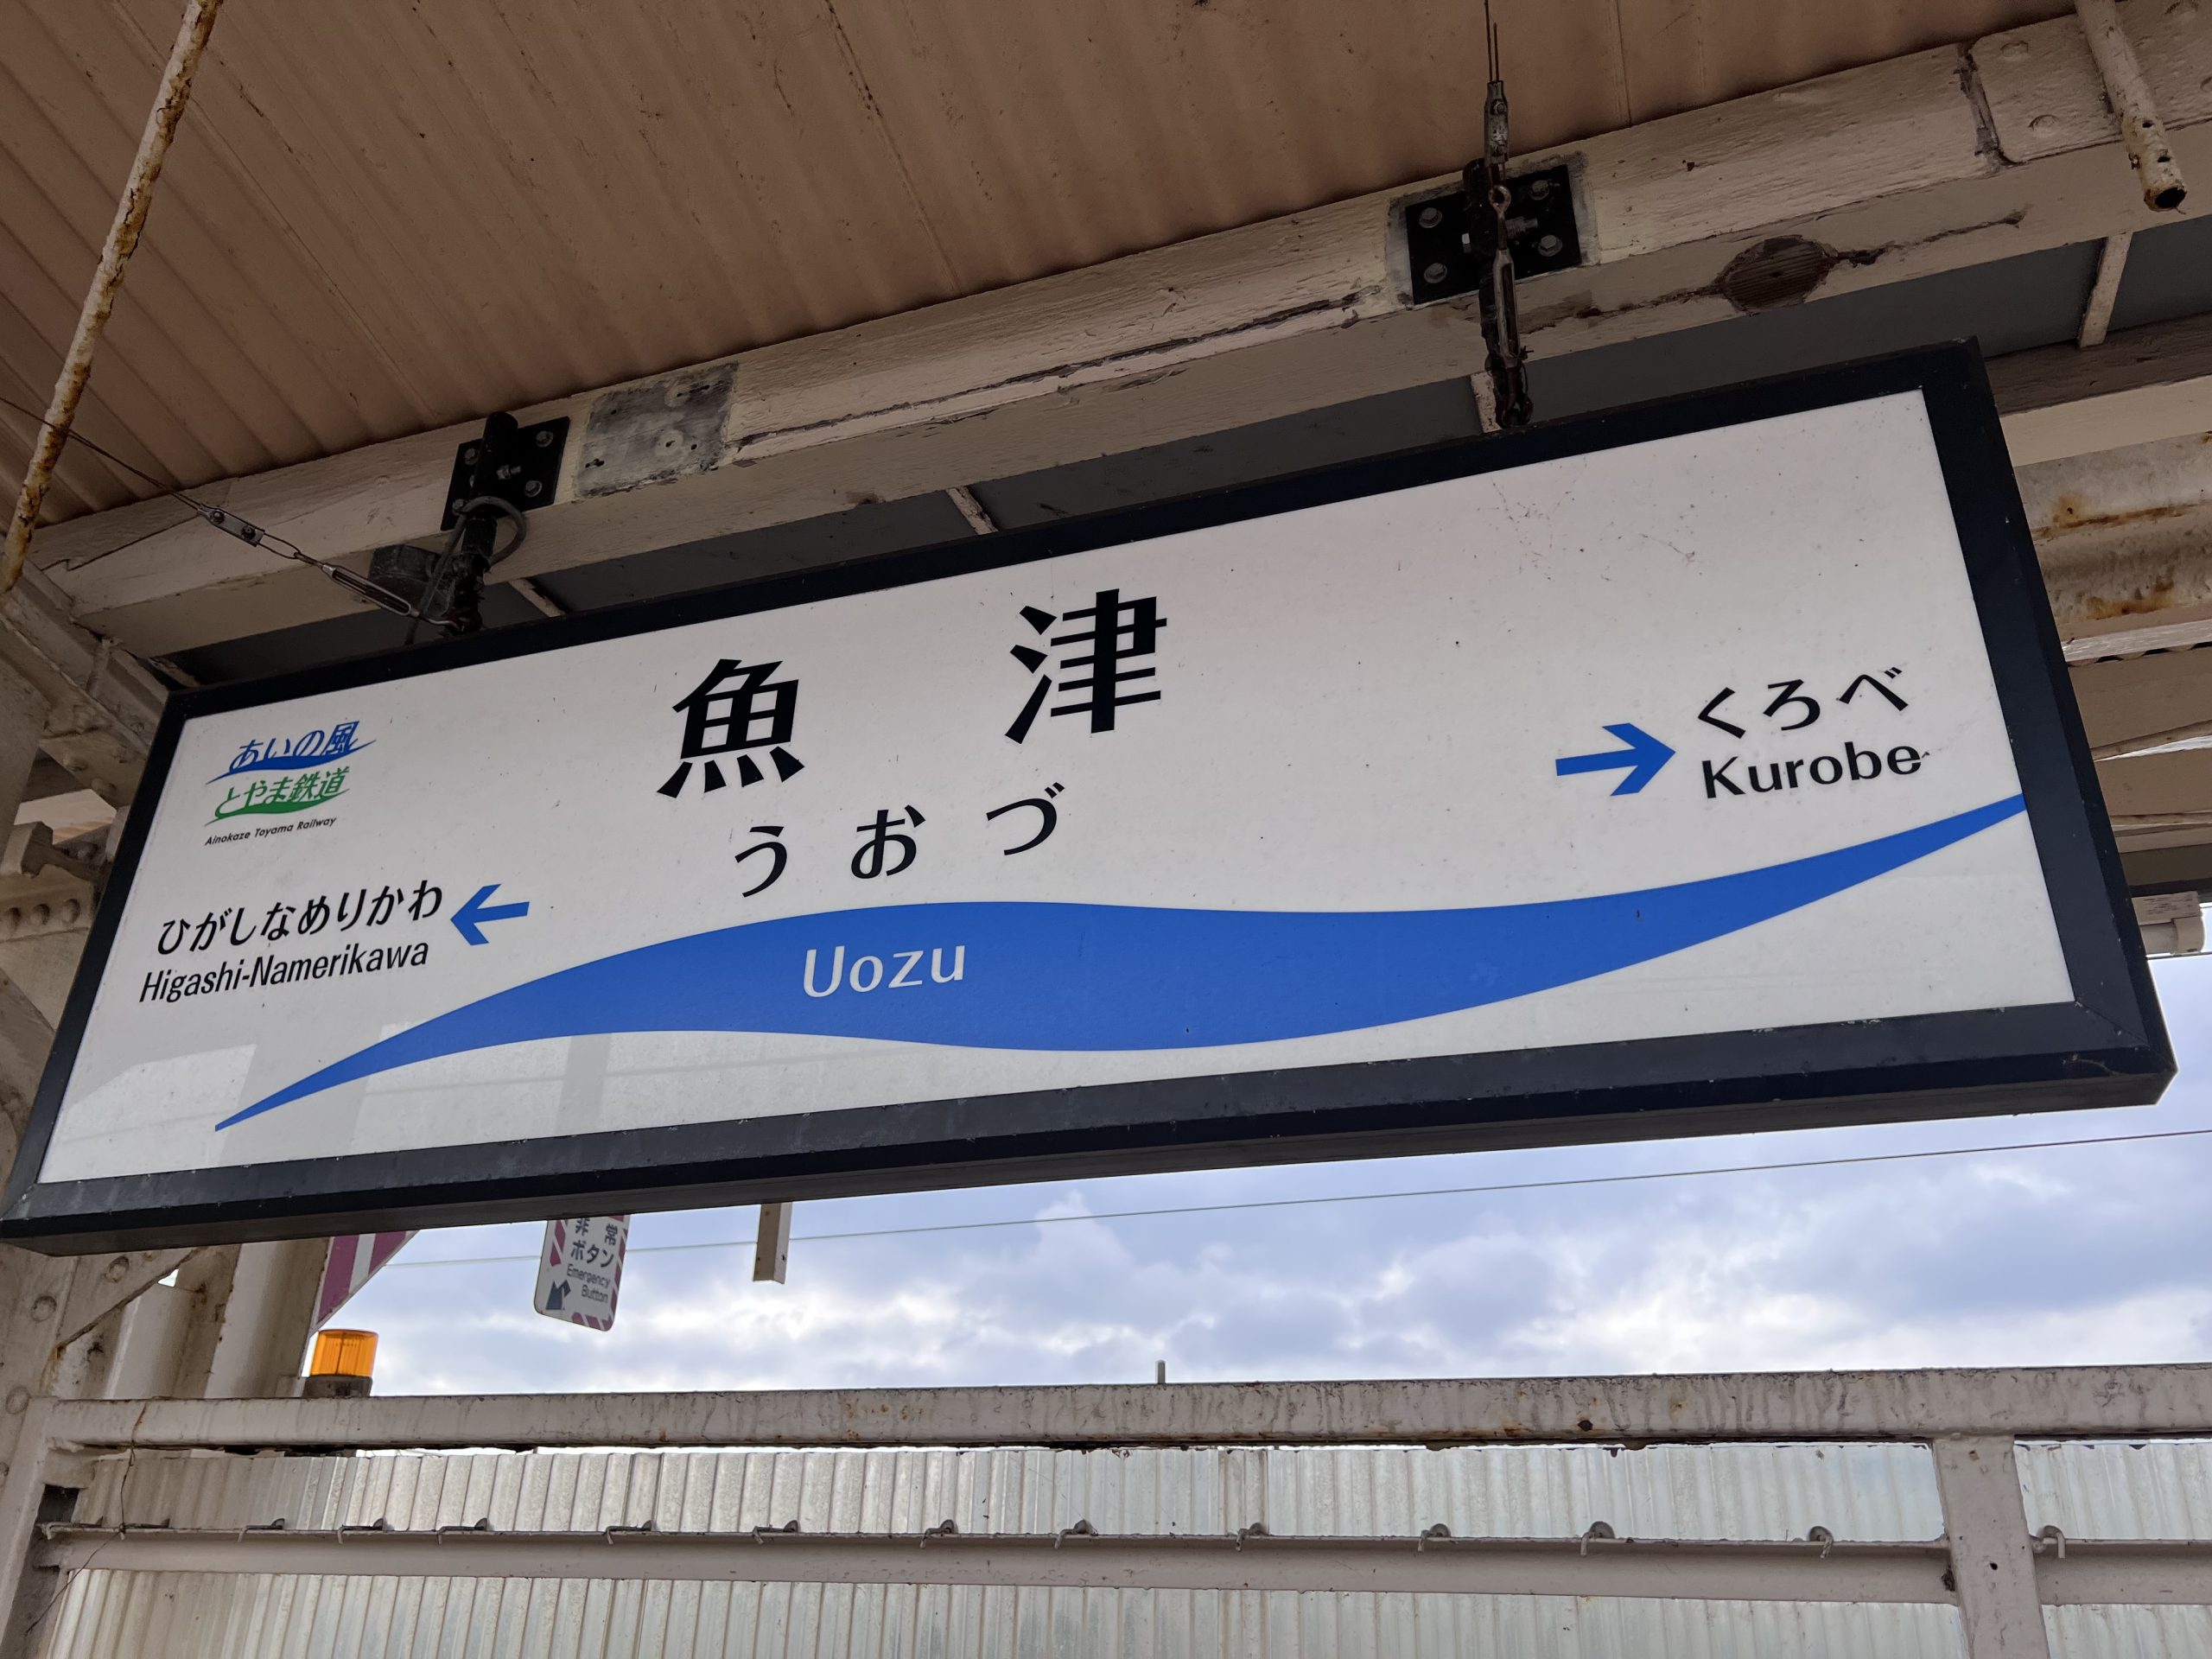 あいの風
とやま鉄道
Ainokaze Toyama Railway
魚津
うおづ
Uozu
ひがしなめりかわ
Higashi-Namerikawa
くろべ
Kurobe
非常
ボタン
Emergency
Button